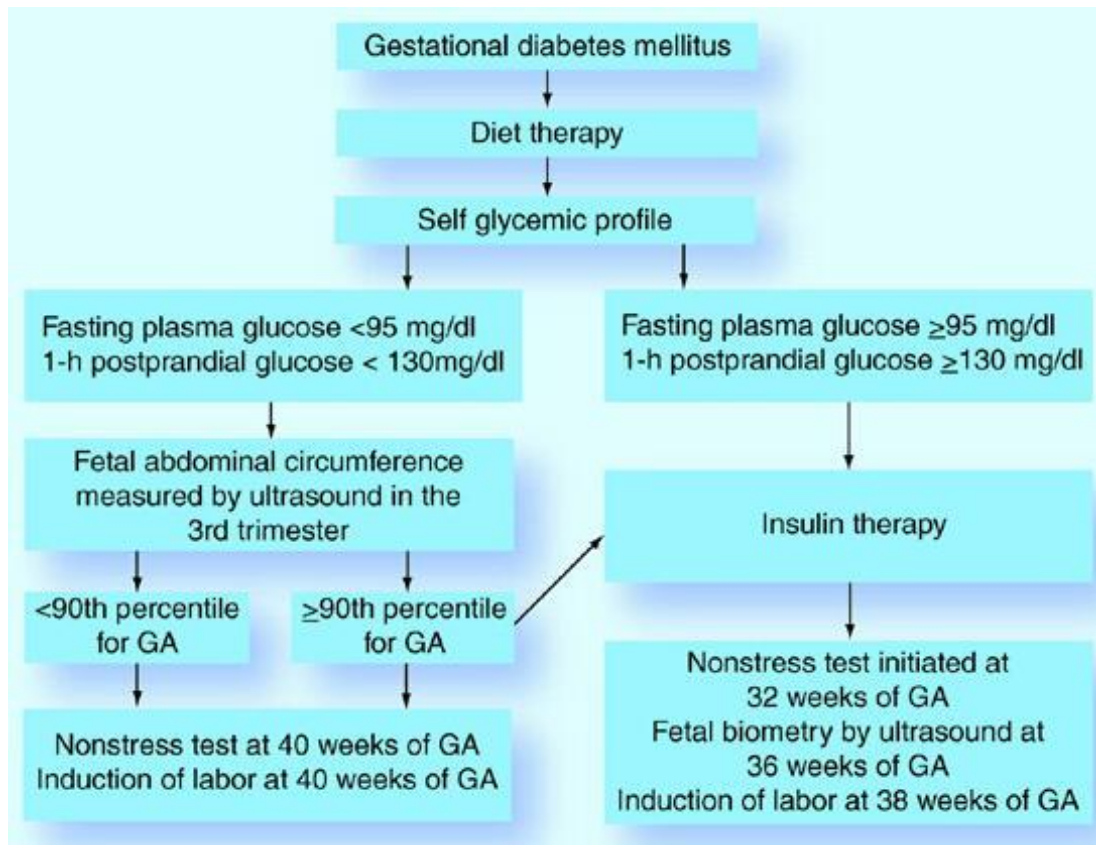 Gestational diabetes mellitus
Diet therapy
Self glycemic profile
Fasting plasma glucose <95 mg/dl
1-h postprandial glucose < 130mg/dl
Fasting plasma glucose ≥95 mg/dl
1-h postprandial glucose ≥130 mg/dl
Fetal abdominal circumference
measured by ultrasound in the
3rd trimester
Insulin therapy
<90th percentile
for GA
≥90th percentile
for GA
Nonstress test at 40 weeks of GA
Induction of labor at 40 weeks of GA
Nonstress test initiated at
32 weeks of GA
Fetal biometry by ultrasound at
36 weeks of GA
Induction of labor at 38 weeks of GA